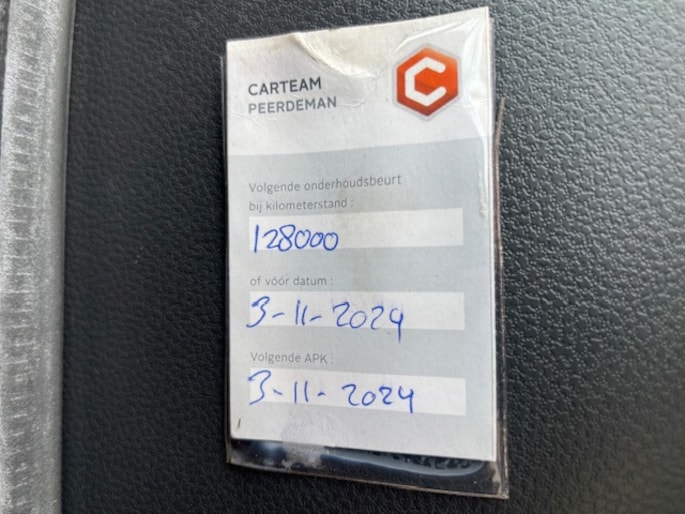 CARTEAM
PEERDEMAN
Volgende onderhoudsbeurt
bij kilometerstand :
128000
of vóór datum :
3-11-2024
Volgende APK :
3-11-2024